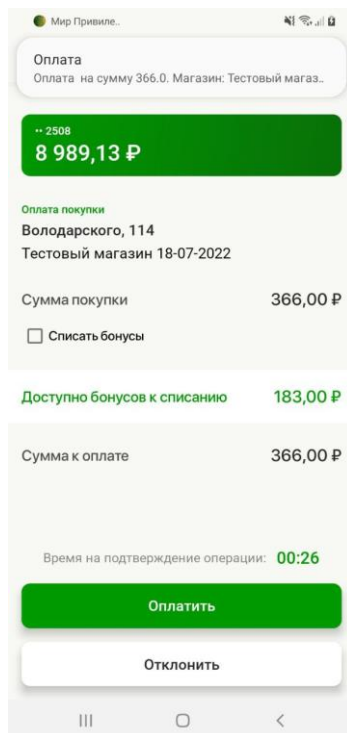 Мир Привиле..
Оплата
Оплата на сумму 366.0. Магазин: Тестовый магаз..
·· 2508
8 989,13 ₽
Оплата покупки
Володарского, 114
Тестовый магазин 18-07-2022
Сумма покупки 366,00 ₽
Списать бонусы
Доступно бонусов к списанию 183,00 ₽
Сумма к оплате 366,00 ₽
Время на подтверждение операции: 00:26
Оплатить
Отклонить